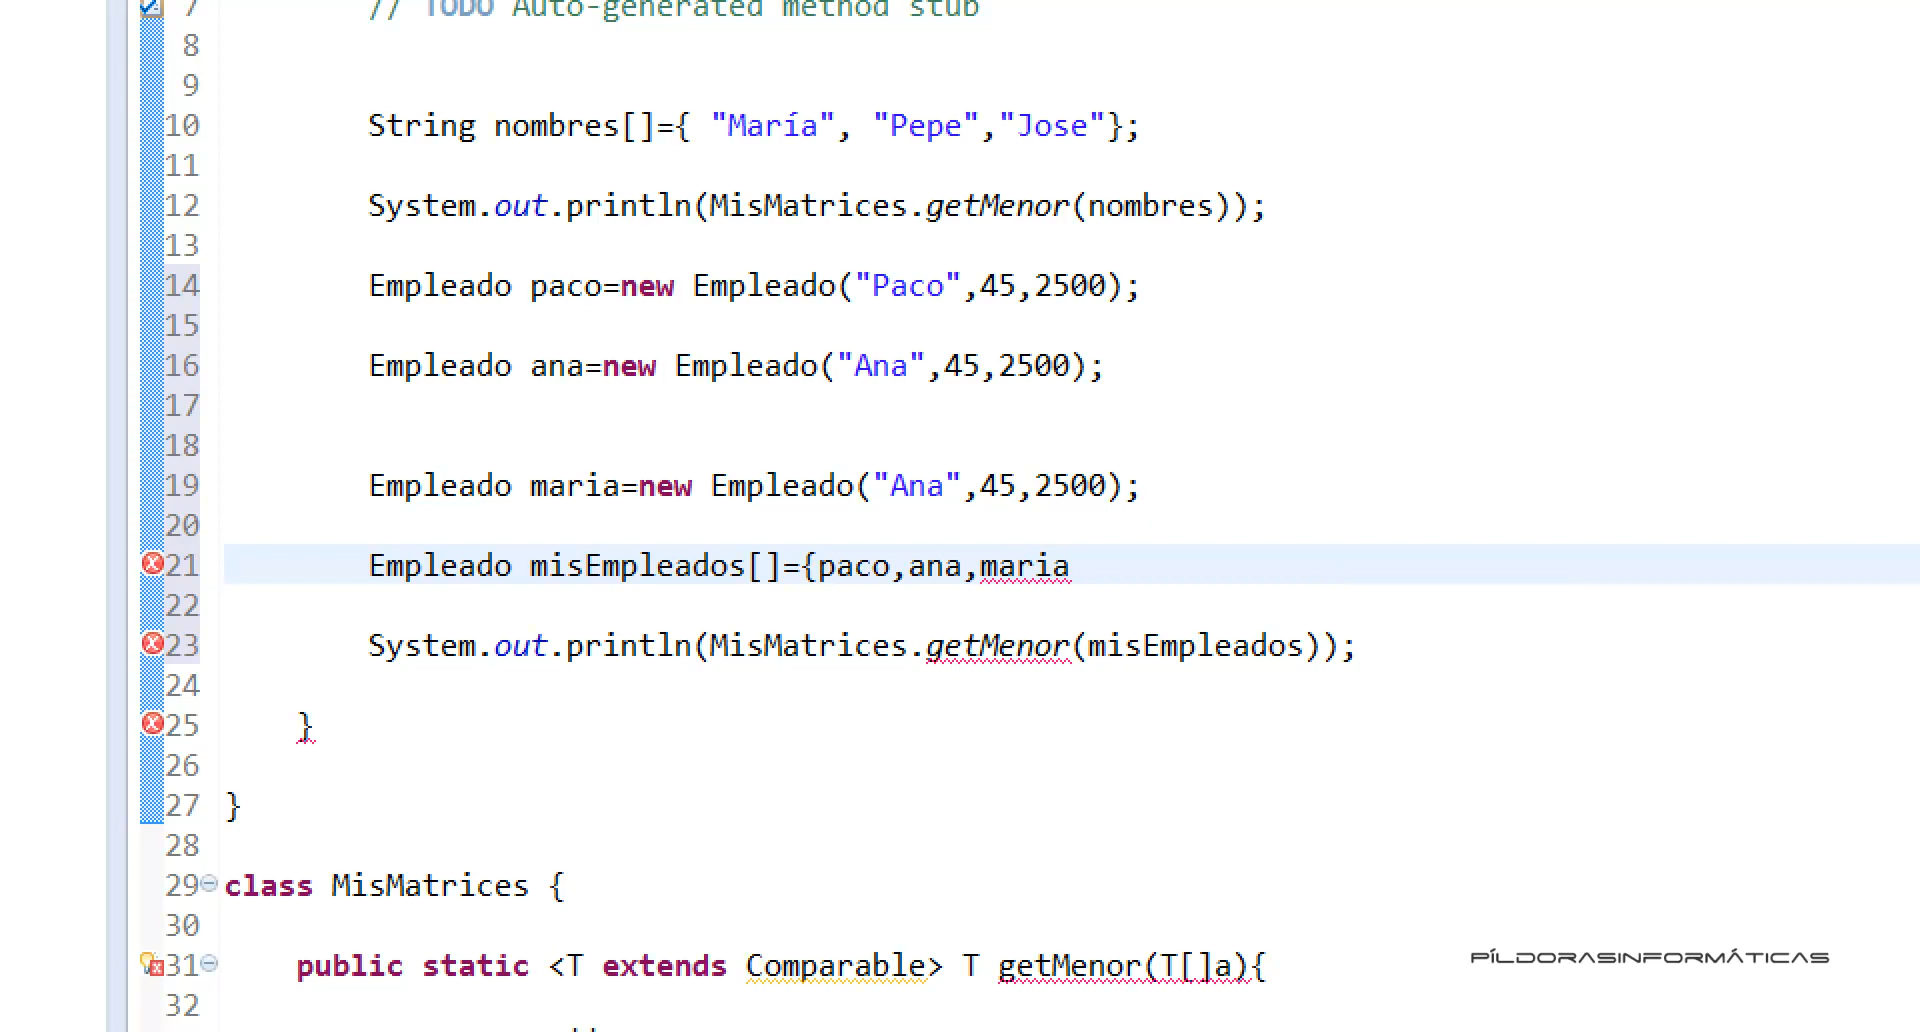 7 // TODO Auto-generated method stub
8
9
10 String nombres[]={ "María", "Pepe","Jose"};
11
12 System.out.println(MisMatrices.getMenor(nombres));
13
14 Empleado paco=new Empleado("Paco",45,2500);
15
16 Empleado ana=new Empleado("Ana",45,2500);
17
18
19 Empleado maria=new Empleado("Ana",45,2500);
20
21 Empleado misEmpleados[]={paco,ana,maria
22
23 System.out.println(MisMatrices.getMenor(misEmpleados));
24
25 }
26
27 }
28
29 class MisMatrices {
30
31 public static <T extends Comparable> T getMenor(T[]a){
32
PÍLDORASINFORMÁTICAS